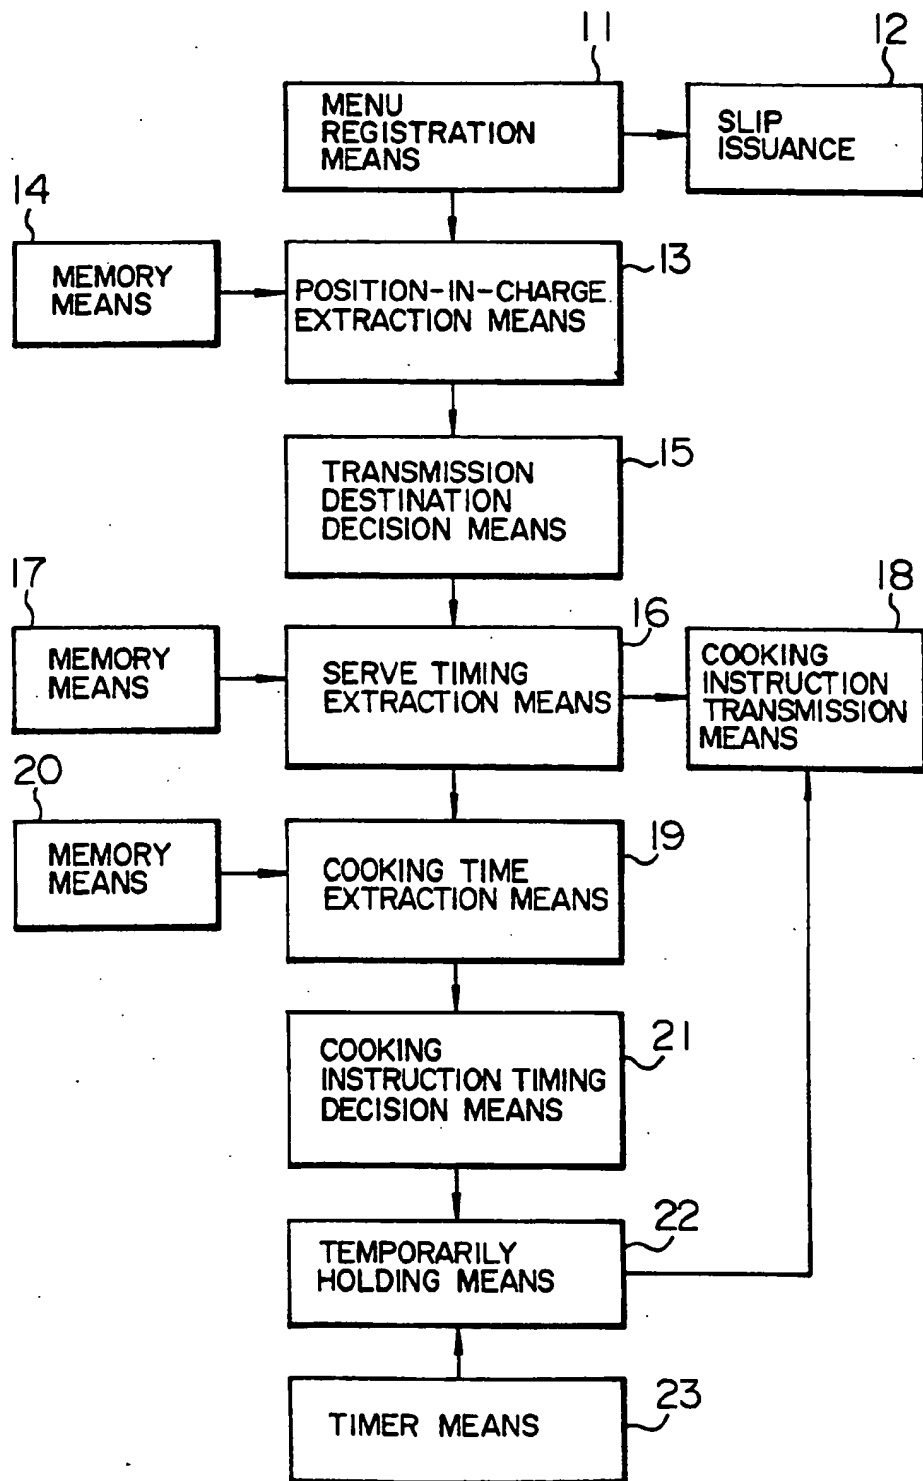 11
12
MENU
REGISTRATION
MEANS
SLIP
ISSUANCE
14
13
MEMORY
MEANS
POSITION-IN-CHARGE
EXTRACTION MEANS
15
TRANSMISSION
DESTINATION
DECISION MEANS
17
16
18
MEMORY
MEANS
SERVE TIMING
EXTRACTION MEANS
COOKING
INSTRUCTION
TRANSMISSION
MEANS
20
19
MEMORY
MEANS
COOKING TIME
EXTRACTION MEANS
21
COOKING
INSTRUCTION TIMING
DECISION MEANS
22
TEMPORARILY
HOLDING MEANS
23
TIMER MEANS